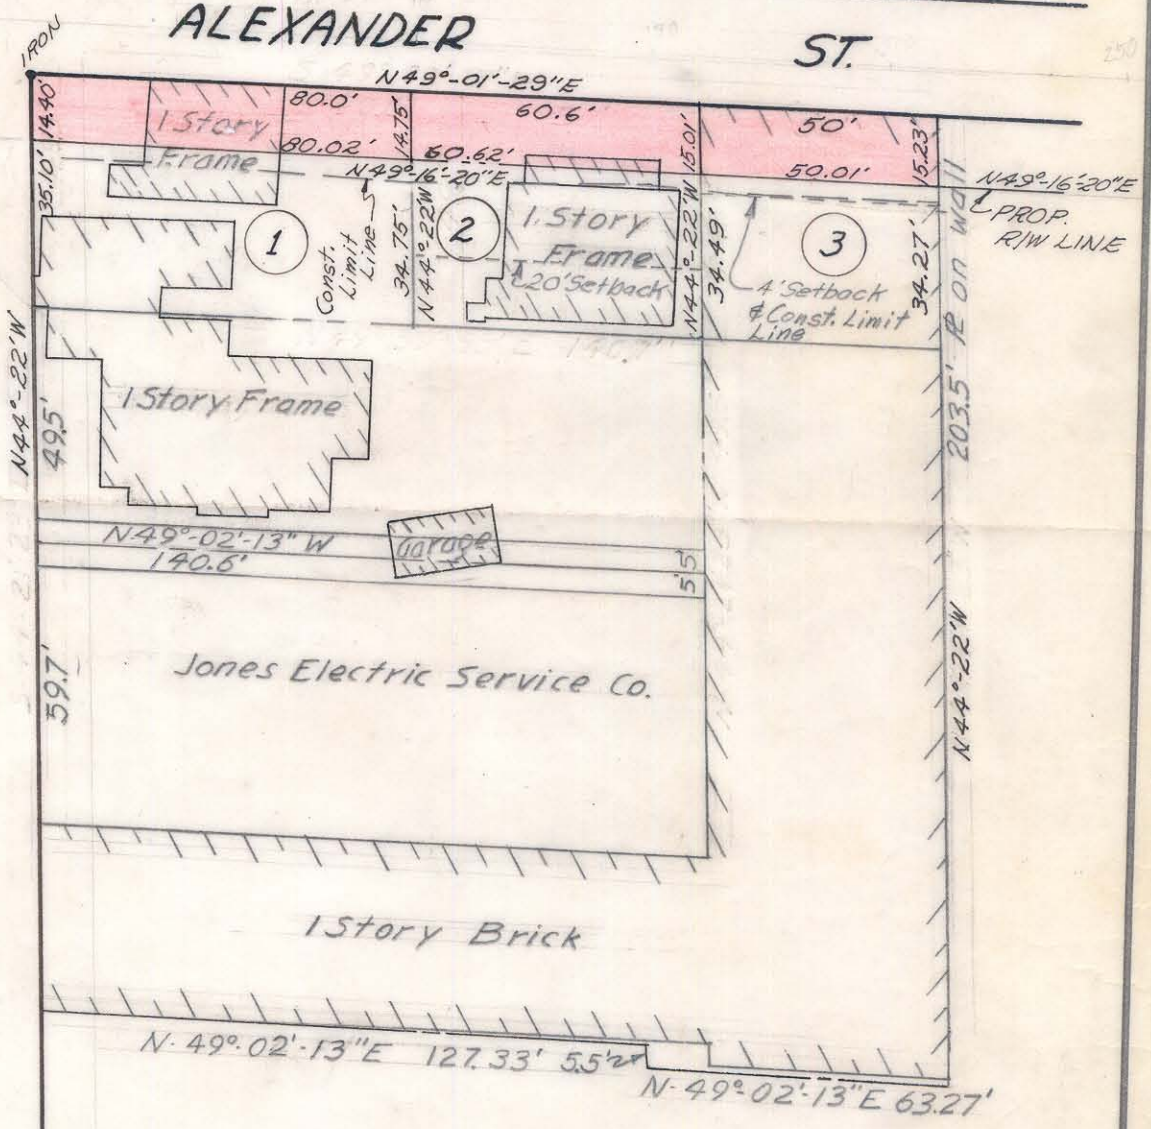 ALEXANDER ST.
IRON
N49°-01'-29"E
14.40'
80.0'
14.75'
60.6'
15.01'
50'
15.23'
1 Story
Frame
80.02'
60.62'
50.01'
N49°-16'-20"E
N49°-16'-20"E
PROP.
R/W LINE
35.10'
1
Const.
Limit
Line
34.75'
N44°-22'W
2
1. Story
Frame
20' Setback
N44°-22'W
34.49'
3
4' Setback
& Const. Limit
Line
34.27'
203.5' on wall
N44°-22'W
49.5'
1 Story Frame
N49°-02'-13" W
140.6'
Garage
5'
5'
59.7'
Jones Electric Service Co.
N44°-22'W
1 Story Brick
N-49°-02'-13"E 127.33' 5.5'
N-49°-02'-13"E 63.27'